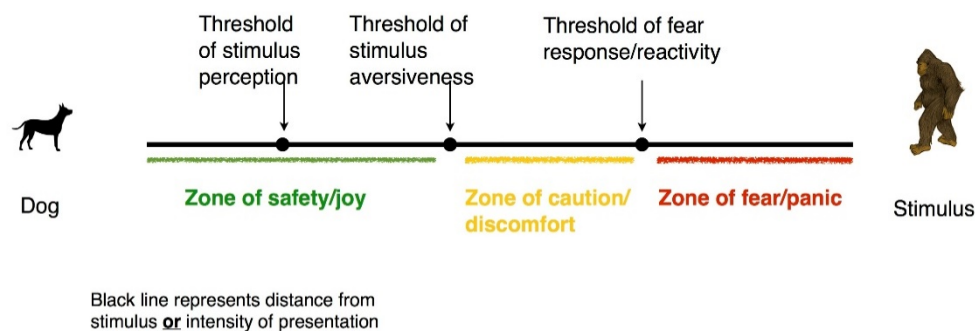 Threshold
of stimulus
perception
Threshold of
stimulus
aversiveness
Threshold of fear
response/reactivity
Dog
Zone of safety/joy
Zone of caution/
discomfort
Zone of fear/panic
Stimulus
Black line represents distance from
stimulus or intensity of presentation